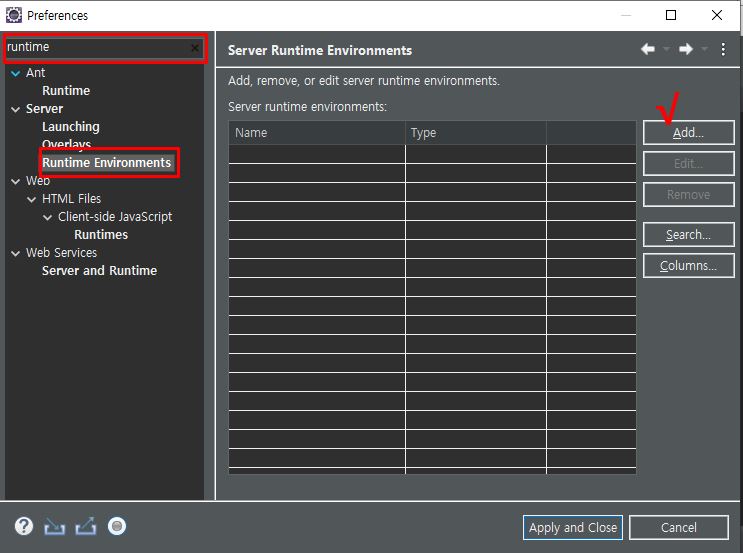 Preferences
runtime
Ant
Runtime
Server
Launching
Overlays
Runtime Environments
Web
HTML Files
Client-side JavaScript
Runtimes
Web Services
Server and Runtime
Server Runtime Environments
Add, remove, or edit server runtime environments.
Server runtime environments:
Name Type
Add...
Edit...
Remove
Search...
Columns...
Apply and Close Cancel